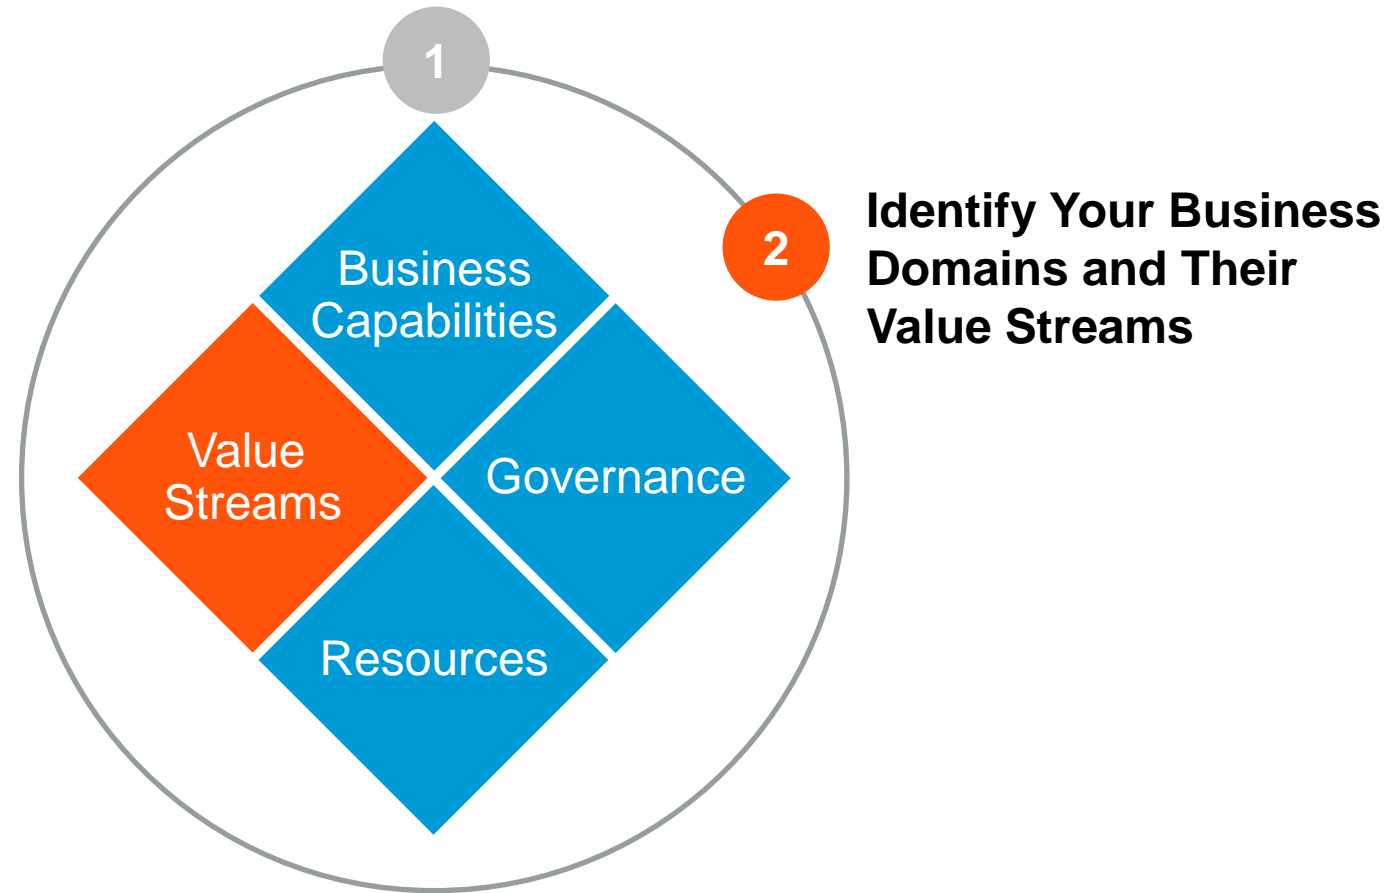 1
2
Identify Your Business
Domains and Their
Value Streams
Business
Capabilities
Value
Streams
Governance
Resources